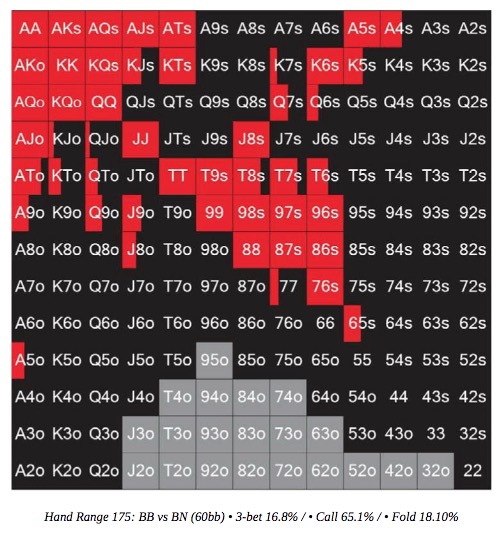 AA AKs AQs AJs ATs A9s A8s A7s A6s A5s A4s A3s A2s
AKo KK KQs KJs KTs K9s K8s K7s K6s K5s K4s K3s K2s
AQo KQo QQ QJs QTs Q9s Q8s Q7s Q6s Q5s Q4s Q3s Q2s
AJo KJo QJo JJ JTs J9s J8s J7s J6s J5s J4s J3s J2s
ATo KTo QTo JTo TT T9s T8s T7s T6s T5s T4s T3s T2s
A9o K9o Q9o J9o T9o 99 98s 97s 96s 95s 94s 93s 92s
A8o K8o Q8o J8o T8o 98o 88 87s 86s 85s 84s 83s 82s
A7o K7o Q7o J7o T7o 97o 87o 77 76s 75s 74s 73s 72s
A6o K6o Q6o J6o T6o 96o 86o 76o 66 65s 64s 63s 62s
A5o K5o Q5o J5o T5o 95o 85o 75o 65o 55 54s 53s 52s
A4o K4o Q4o J4o T4o 94o 84o 74o 64o 54o 44 43s 42s
A3o K3o Q3o J3o T3o 93o 83o 73o 63o 53o 43o 33 32s
A2o K2o Q2o J2o T2o 92o 82o 72o 62o 52o 42o 32o 22
Hand Range 175: BB vs BN (60bb) • 3-bet 16.8% / • Call 65.1% / • Fold 18.10%